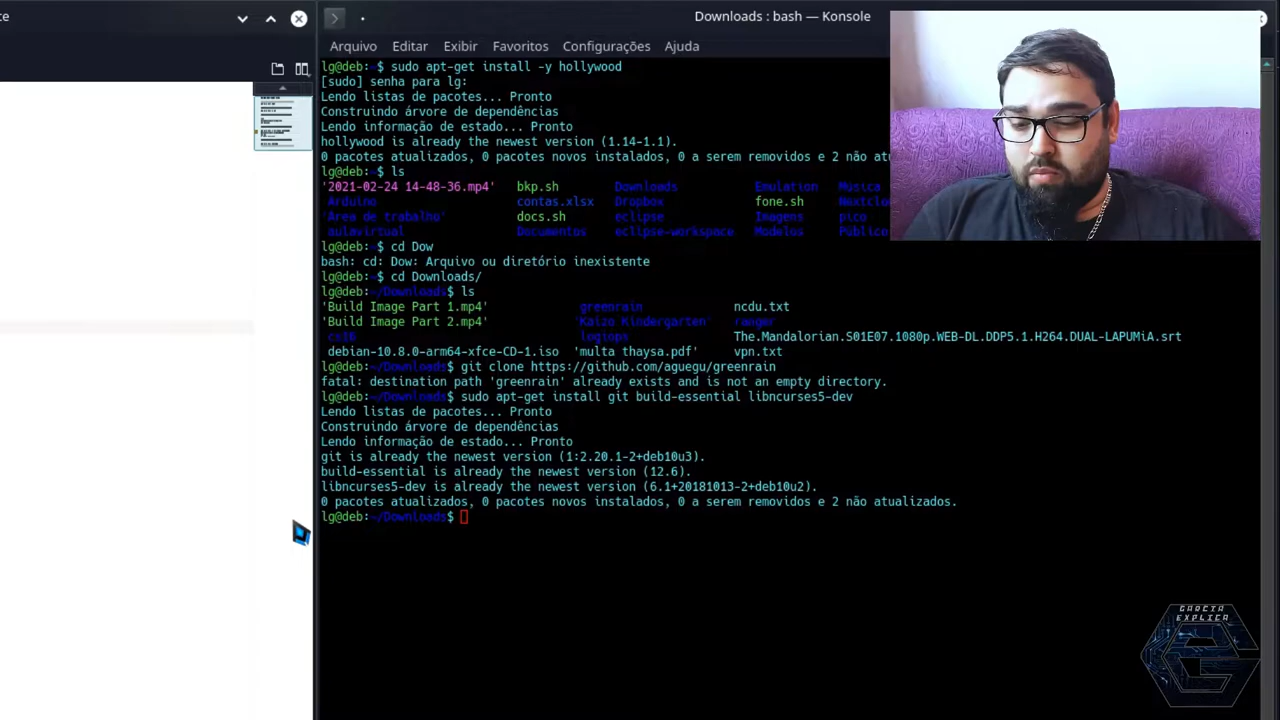 Downloads : bash — Konsole
Arquivo Editar Exibir Favoritos Configurações Ajuda
lg@deb:~$ sudo apt-get install -y hollywood
[sudo] senha para lg:
Lendo listas de pacotes... Pronto
Construindo árvore de dependências
Lendo informação de estado... Pronto
hollywood is already the newest version (1.14-1.1).
0 pacotes atualizados, 0 pacotes novos instalados, 0 a serem removidos e 2 não atu
lg@deb:~$ ls
'2021-02-24 14-48-36.mp4' bkp.sh Downloads Emulation Música
Arduino contas.xlsx Dropbox fone.sh Nextclo
'Área de trabalho' docs.sh eclipse Imagens pico
aulavirtual Documentos eclipse-workspace Modelos Público
lg@deb:~$ cd Dow
bash: cd: Dow: Arquivo ou diretório inexistente
lg@deb:~$ cd Downloads/
lg@deb:~/Downloads$ ls
'Build Image Part 1.mp4' greenrain ncdu.txt
'Build Image Part 2.mp4' 'Kaizo Kindergarten' ranger
logiops The.Mandalorian.S01E07.1080p.WEB-DL.DDP5.1.H264.DUAL-LAPUMiA.srt
debian-10.8.0-arm64-xfce-CD-1.iso 'multa thaysa.pdf' vpn.txt
lg@deb:~/Downloads$ git clone https://github.com/aguegu/greenrain
fatal: destination path 'greenrain' already exists and is not an empty directory.
lg@deb:~/Downloads$ sudo apt-get install git build-essential libncurses5-dev
Lendo listas de pacotes... Pronto
Construindo árvore de dependências
Lendo informação de estado... Pronto
git is already the newest version (1:2.20.1-2+deb10u3).
build-essential is already the newest version (12.6).
libncurses5-dev is already the newest version (6.1+20181013-2+deb10u2).
0 pacotes atualizados, 0 pacotes novos instalados, 0 a serem removidos e 2 não atualizados.
lg@deb:~/Downloads$
GARCIA
EXPLICA